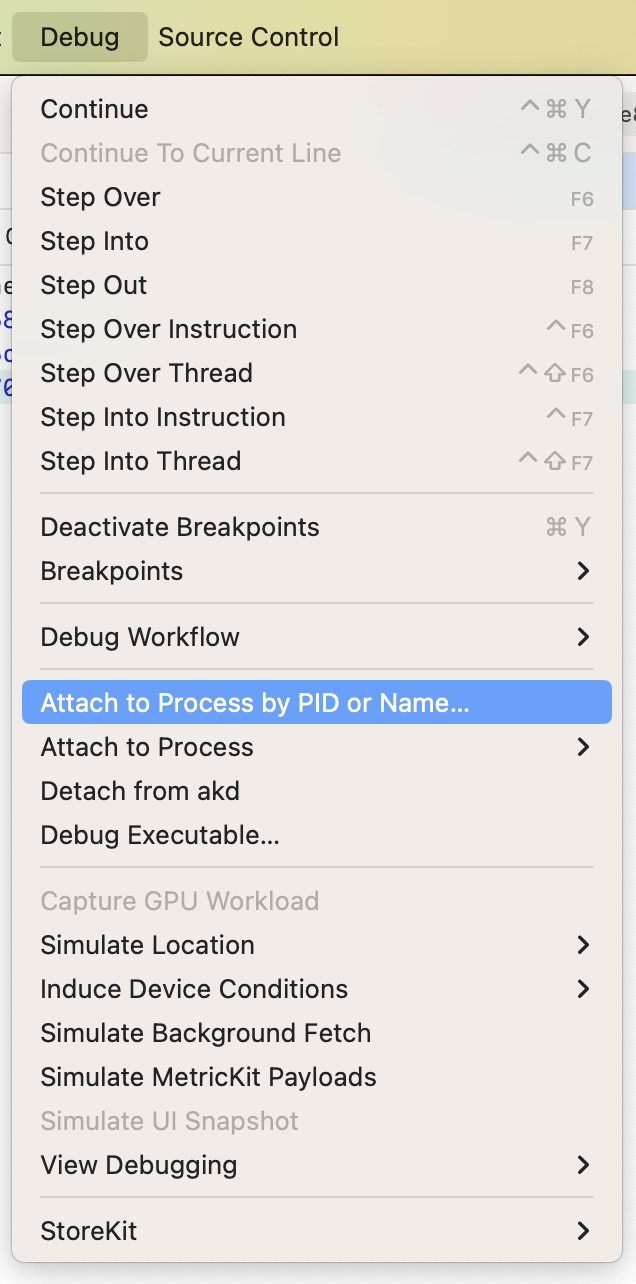 Debug Source Control
Continue ⌃⌘Y
Continue To Current Line ⌃⌘C
Step Over F6
Step Into F7
Step Out F8
Step Over Instruction ⌃F6
Step Over Thread ⌃⇧F6
Step Into Instruction ⌃F7
Step Into Thread ⌃⇧F7
Deactivate Breakpoints ⌘Y
Breakpoints
Debug Workflow
Attach to Process by PID or Name...
Attach to Process
Detach from akd
Debug Executable...
Capture GPU Workload
Simulate Location
Induce Device Conditions
Simulate Background Fetch
Simulate MetricKit Payloads
Simulate UI Snapshot
View Debugging
StoreKit